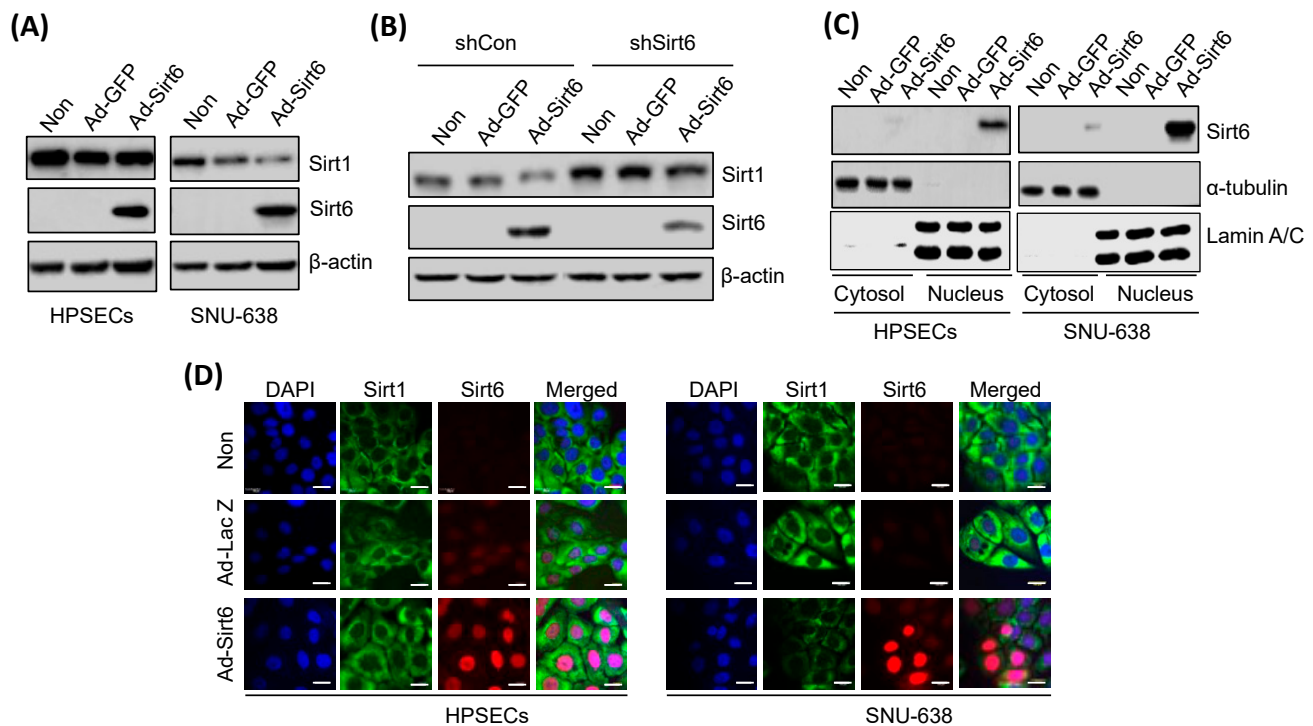 (A)
Non
Ad-GFP
Ad-Sirt6
Non
Ad-GFP
Ad-Sirt6
Sirt1
Sirt6
β-actin
HPSECs
SNU-638
(B)
shCon
shSirt6
Non
Ad-GFP
Ad-Sirt6
Non
Ad-GFP
Ad-Sirt6
Sirt1
Sirt6
β-actin
(C)
Non
Ad-GFP
Ad-Sirt6
Non
Ad-GFP
Ad-Sirt6
Non
Ad-GFP
Ad-Sirt6
Non
Ad-GFP
Ad-Sirt6
Sirt6
α-tubulin
Lamin A/C
Cytosol Nucleus Cytosol Nucleus
HPSECs
SNU-638
(D)
DAPI Sirt1 Sirt6 Merged DAPI Sirt1 Sirt6 Merged
Non
Ad-Lac Z
Ad-Sirt6
HPSECs
SNU-638